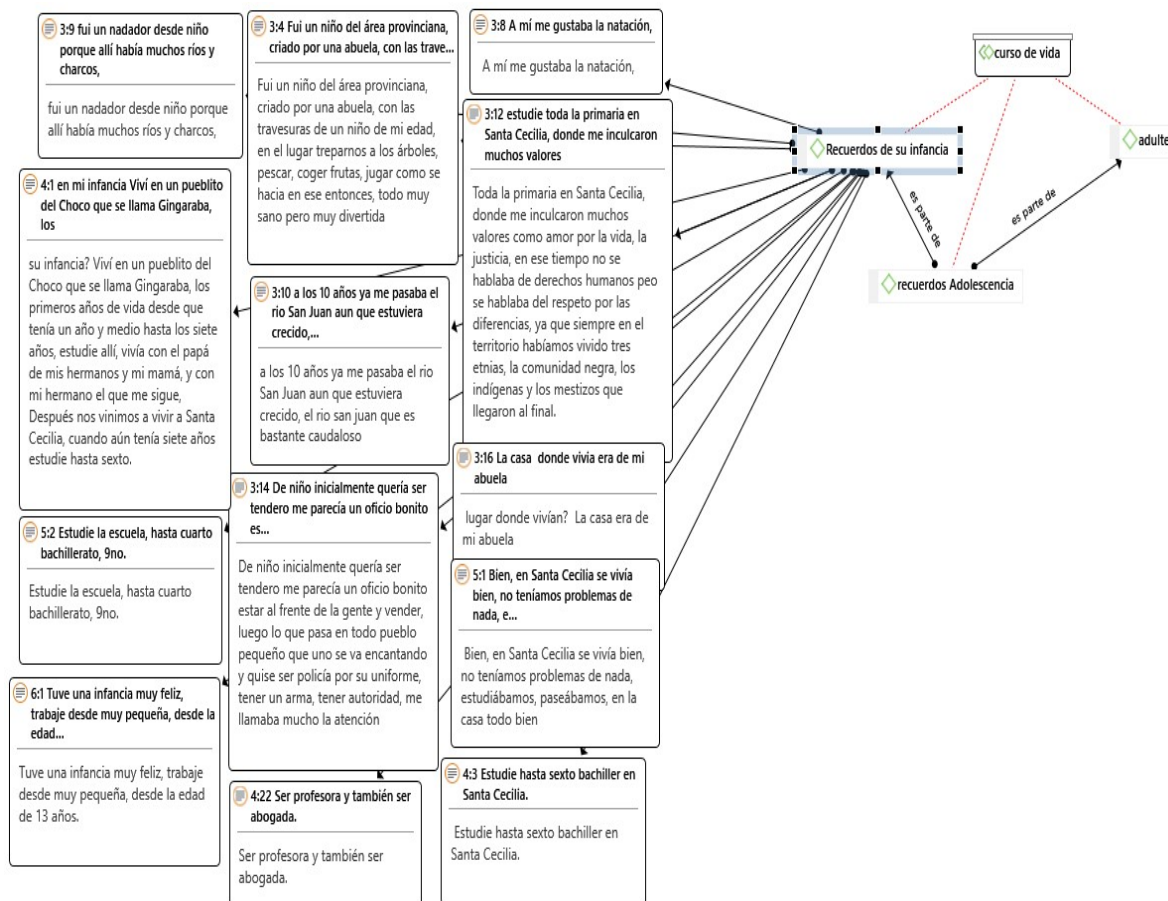 3:9 fui un nadador desde niño
porque allí había muchos ríos y
charcos,
fui un nadador desde niño porque
allí había muchos ríos y charcos,
3:4 Fui un niño del área provinciana,
criado por una abuela, con las trave...
Fui un niño del área provinciana,
criado por una abuela, con las
travesuras de un niño de mi edad,
en el lugar treparnos a los árboles,
pescar, coger frutas, jugar como se
hacia en ese entonces, todo muy
sano pero muy divertida
3:8 A mí me gustaba la natación,
A mí me gustaba la natación,
3:12 estudie toda la primaria en
Santa Cecilia, donde me inculcaron
muchos valores
Toda la primaria en Santa Cecilia,
donde me inculcaron muchos
valores como amor por la vida, la
justicia, en ese tiempo no se
hablaba de derechos humanos peo
se hablaba del respeto por las
diferencias, ya que siempre en el
territorio habíamos vivido tres
etnias, la comunidad negra, los
indígenas y los mestizos que
llegaron al final.
4:1 en mi infancia Viví en un pueblito
del Choco que se llama Gingaraba,
los
su infancia? Viví en un pueblito del
Choco que se llama Gingaraba, los
primeros años de vida desde que
tenía un año y medio hasta los siete
años, estudie allí, vivía con el papá
de mis hermanos y mi mamá, y con
mi hermano el que me sigue,
Después nos vinimos a vivir a Santa
Cecilia, cuando aún tenía siete años
estudie hasta sexto.
3:10 a los 10 años ya me pasaba el
rio San Juan aun que estuviera
crecido,...
a los 10 años ya me pasaba el rio
San Juan aun que estuviera
crecido, el rio san juan que es
bastante caudaloso
3:16 La casa donde vivia era de mi
abuela
lugar donde vivían? La casa era de
mi abuela
3:14 De niño inicialmente quería ser
tendero me parecía un oficio bonito
es...
De niño inicialmente quería ser
tendero me parecía un oficio bonito
estar al frente de la gente y vender,
luego lo que pasa en todo pueblo
pequeño que uno se va encantando
y quise ser policía por su uniforme,
tener un arma, tener autoridad, me
llamaba mucho la atención
5:2 Estudie la escuela, hasta cuarto
bachillerato, 9no.
Estudie la escuela, hasta cuarto
bachillerato, 9no.
5:1 Bien, en Santa Cecilia se vivía
bien, no teníamos problemas de
nada, e...
Bien, en Santa Cecilia se vivía bien,
no teníamos problemas de nada,
estudiábamos, paseábamos, en la
casa todo bien
6:1 Tuve una infancia muy feliz,
trabaje desde muy pequeña, desde la
edad...
Tuve una infancia muy feliz, trabaje
desde muy pequeña, desde la edad
de 13 años.
4:22 Ser profesora y también ser
abogada.
Ser profesora y también ser
abogada.
4:3 Estudie hasta sexto bachiller en
Santa Cecilia.
Estudie hasta sexto bachiller en
Santa Cecilia.
curso de vida
Recuerdos de su infancia
adulte
es parte de
es parte de
recuerdos Adolescencia